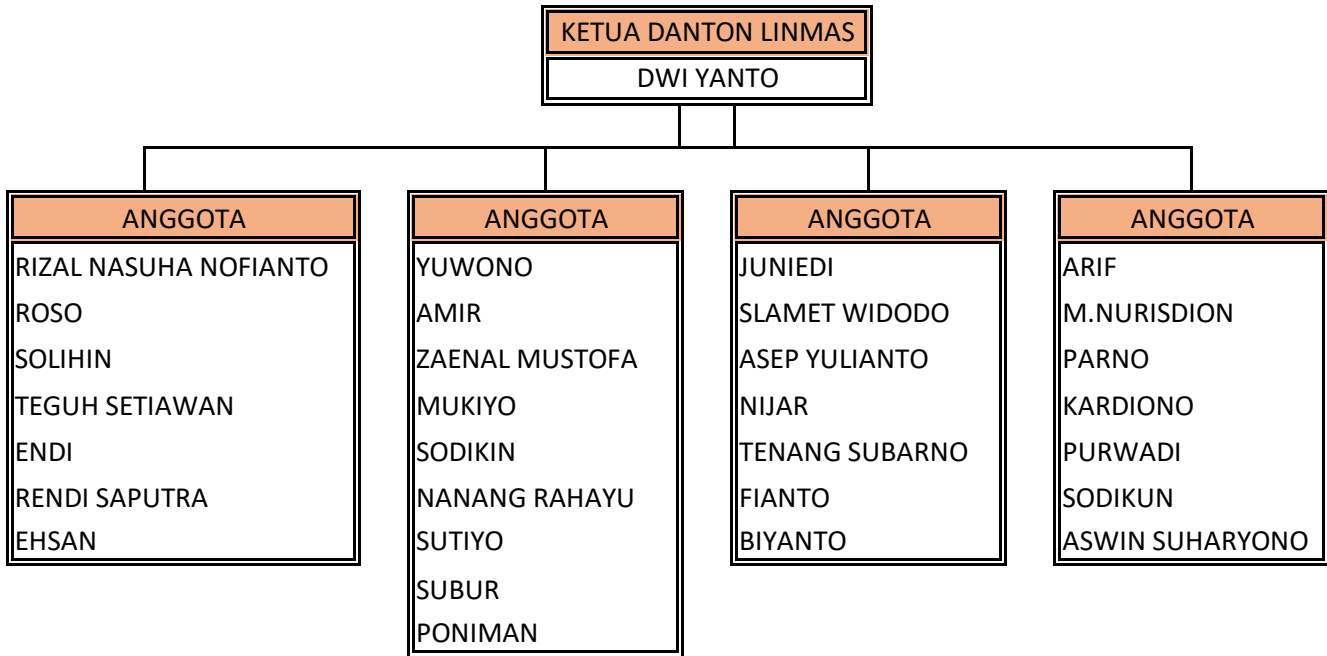 KETUA DANTON LINMAS
DWI YANTO
ANGGOTA
RIZAL NASUHA NOFIANTO
ROSO
SOLIHIN
TEGUH SETIAWAN
ENDI
RENDI SAPUTRA
EHSAN
ANGGOTA
YUWONO
AMIR
ZAENAL MUSTOFA
MUKIYO
SODIKIN
NANANG RAHAYU
SUTIYO
SUBUR
PONIMAN
ANGGOTA
JUNIEDI
SLAMET WIDODO
ASEP YULIANTO
NIJAR
TENANG SUBARNO
FIANTO
BIYANTO
ANGGOTA
ARIF
M.NURISDION
PARNO
KARDIONO
PURWADI
SODIKUN
ASWIN SUHARYONO